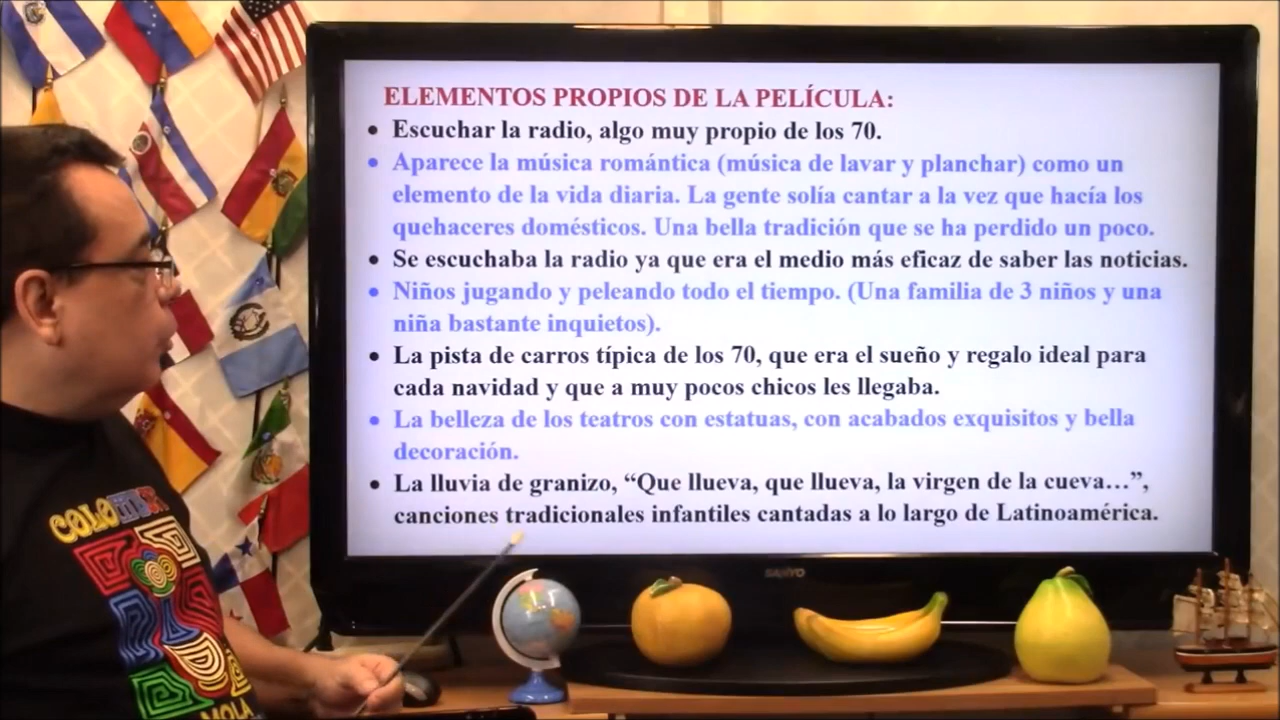 ELEMENTOS PROPIOS DE LA PELÍCULA:
• Escuchar la radio, algo muy propio de los 70.
• Aparece la música romántica (música de lavar y planchar) como un
elemento de la vida diaria. La gente solía cantar a la vez que hacía los
quehaceres domésticos. Una bella tradición que se ha perdido un poco.
• Se escuchaba la radio ya que era el medio más eficaz de saber las noticias.
• Niños jugando y peleando todo el tiempo. (Una familia de 3 niños y una
niña bastante inquietos).
• La pista de carros típica de los 70, que era el sueño y regalo ideal para
cada navidad y que a muy pocos chicos les llegaba.
• La belleza de los teatros con estatuas, con acabados exquisitos y bella
decoración.
• La lluvia de granizo, “Que llueva, que llueva, la virgen de la cueva…”,
canciones tradicionales infantiles cantadas a lo largo de Latinoamérica.
SANYO
COLOMBIA
MOLA